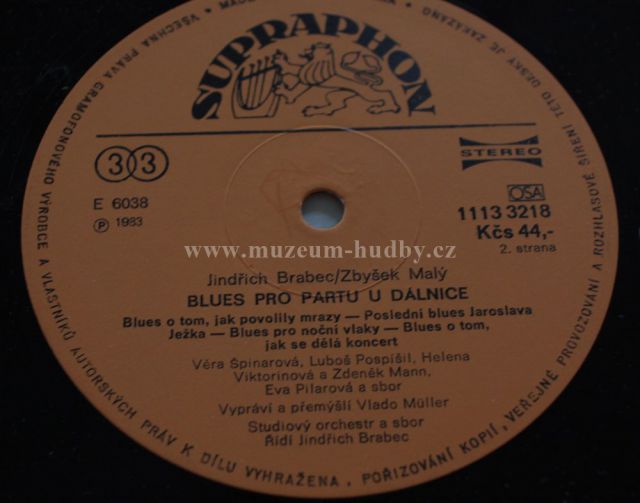 VŠECHNA PRÁVA GRAMOFONOVÉHO VÝROBCE A VLASTNÍKŮ AUTORSKÝCH PRÁV K DÍLU VYHRAŽENA, POŘIZOVÁNÍ KOPIÍ, VEŘEJNÉ PROVOZOVÁNÍ A ROZHLASOVÉ ŠÍŘENÍ TÉTO DESKY JE ZAKÁZÁNO
SUPRAPHON
33
STEREO
E 6038
℗ 1983
OSA
1113 3218
Kčs 44,-
2. strana
www.muzeum-hudby.cz
Jindřich Brabec/Zbyšek Malý
BLUES PRO PARTU U DÁLNICE
Blues o tom, jak povolily mrazy — Poslední blues Jaroslava
Ježka — Blues pro noční vlaky — Blues o tom,
jak se dělá koncert
Věra Špinarová, Luboš Pospíšil, Helena
Viktorinová a Zdeněk Mann,
Eva Pilarová a sbor
Vypráví a přemýšlí Vlado Müller
Studiový orchestr a sbor
Řídí Jindřich Brabec